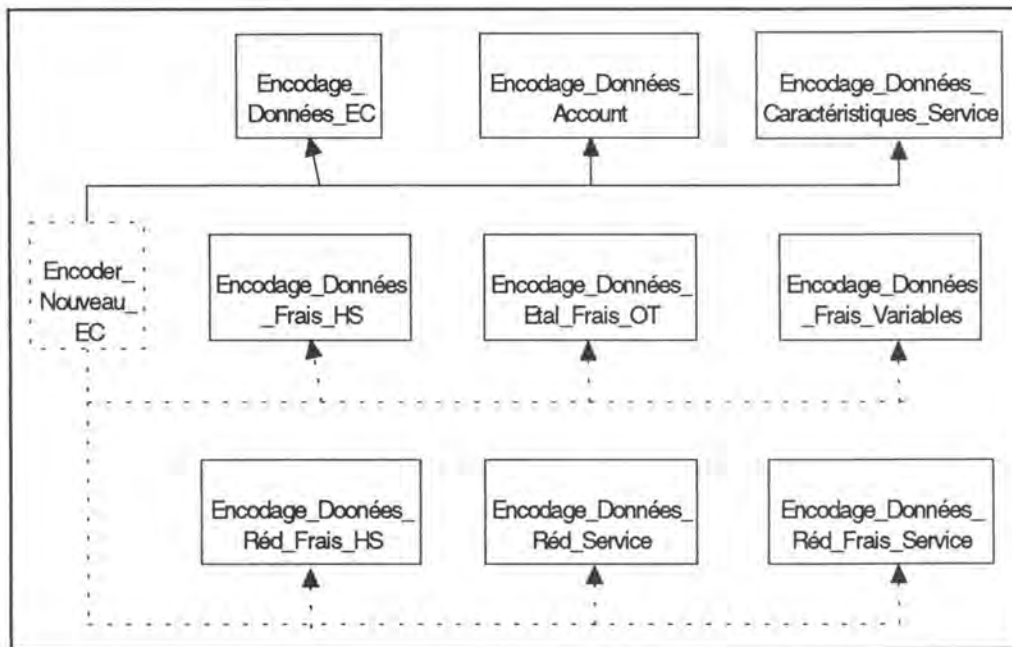 Encodage_
Données_EC
Encodage_Données_
Account
Encodage_Données_
Caractéristiques_Service
Encoder_
Nouveau_
EC
Encodage_Données
_Frais_HS
Encodage_Données_
Etal_Frais_OT
Encodage_Données
_Frais_Variables
Encodage_Doonées_
Réd_Frais_HS
Encodage_Données_
Réd_Service
Encodage_Données_
Réd_Frais_Service